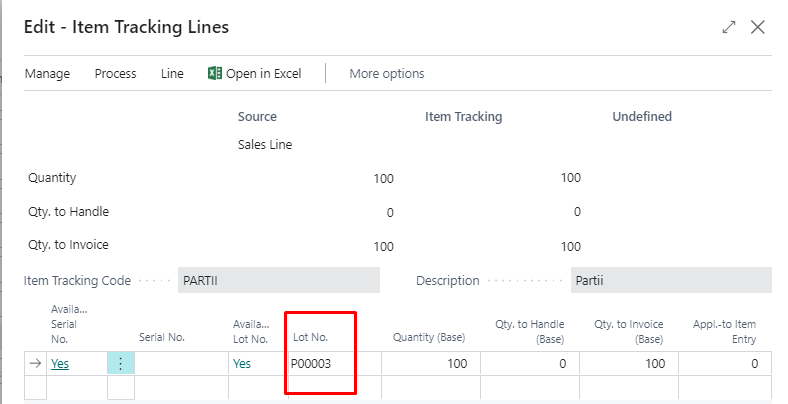 Edit - Item Tracking Lines
Manage Process Line Open in Excel More options
Source Item Tracking Undefined
Sales Line
Quantity 100 100
Qty. to Handle 0 0
Qty. to Invoice 100 100
Item Tracking Code PARTII Description Partii
Availa... Serial No. Serial No. Availa... Lot No. Lot No. Quantity (Base) Qty. to Handle (Base) Qty. to Invoice (Base) Appl.-to Item Entry
Yes Yes P00003 100 0 100 0